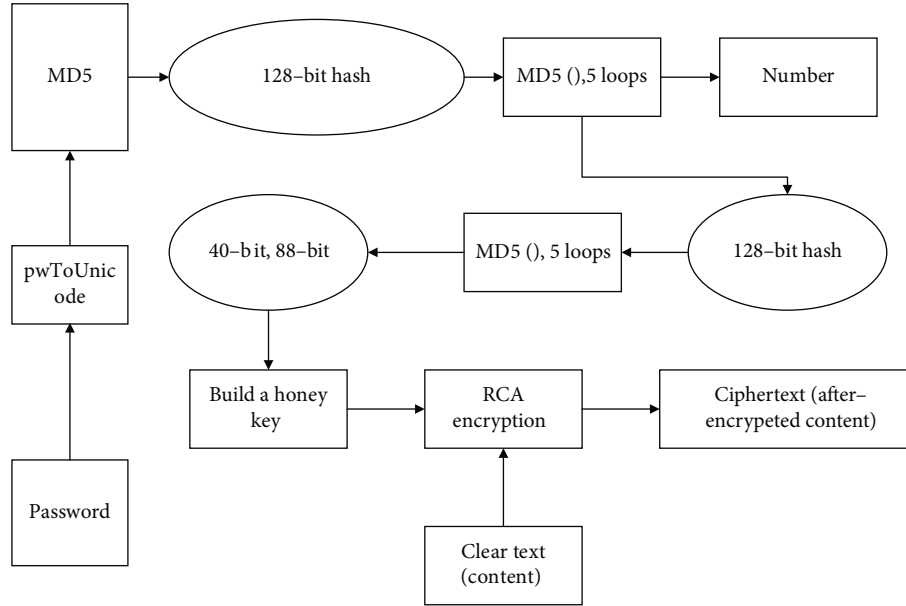 MD5
128–bit hash
MD5 (),5 loops
Number
pwToUnic
ode
40–bit, 88–bit
MD5 (), 5 loops
128–bit hash
Build a honey
key
RCA
encryption
Ciphertext (after–
encrypeted content)
Password
Clear text
(content)